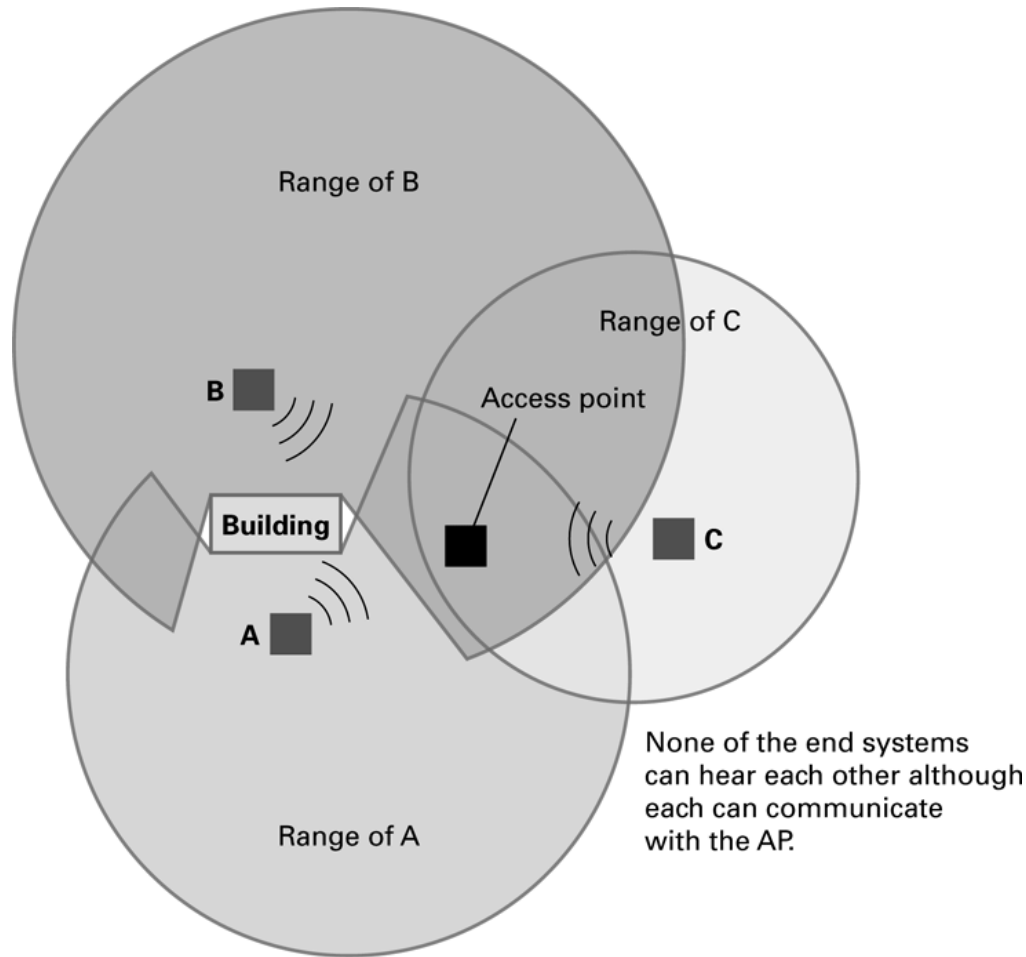 Range of B
Range of C
Access point
B
Building
C
A
None of the end systems
can hear each other although
each can communicate
with the AP.
Range of A